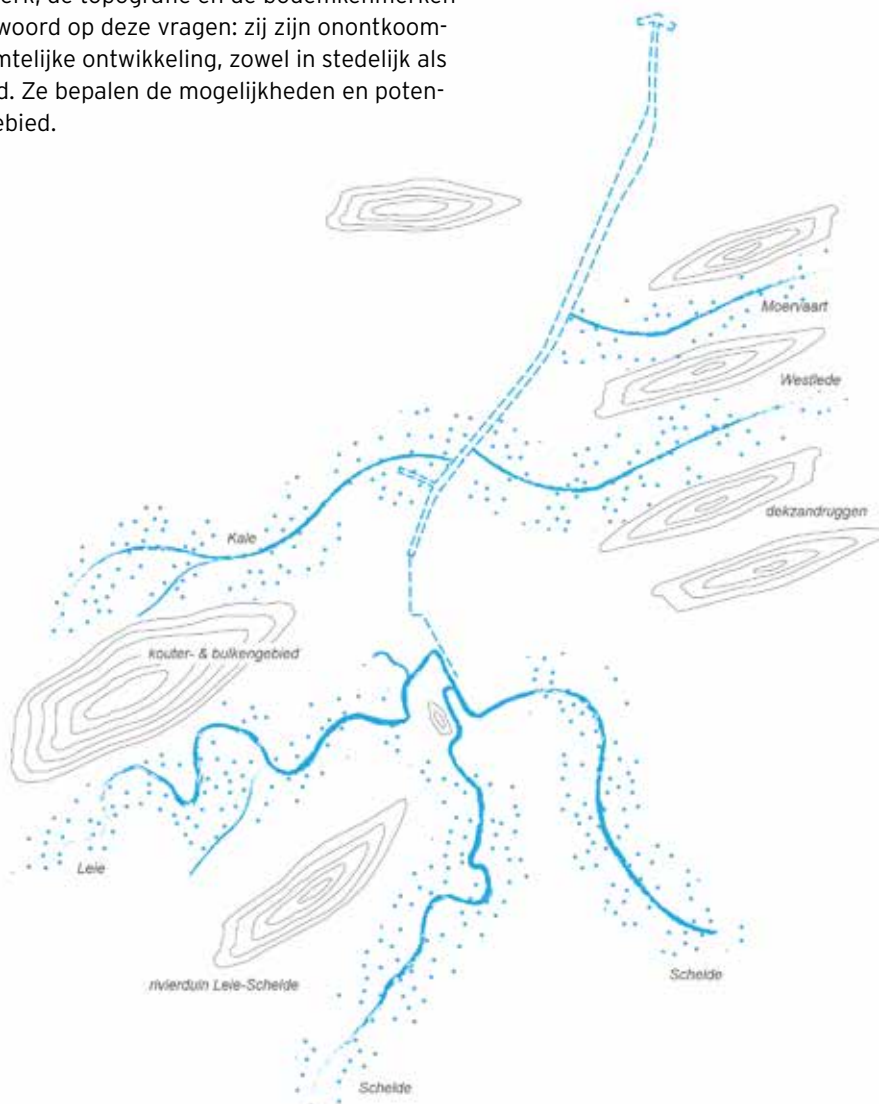 woord op deze vragen: zij zijn onontkoom-
mtelijke ontwikkeling, zowel in stedelijk als
d. Ze bepalen de mogelijkheden en poten-
ebied.
Moervaart
Westlede
dekzandruggen
Kale
kouter- & bulkengebied
Leie
rivierduin Leie-Schelde
Schelde
Schelde